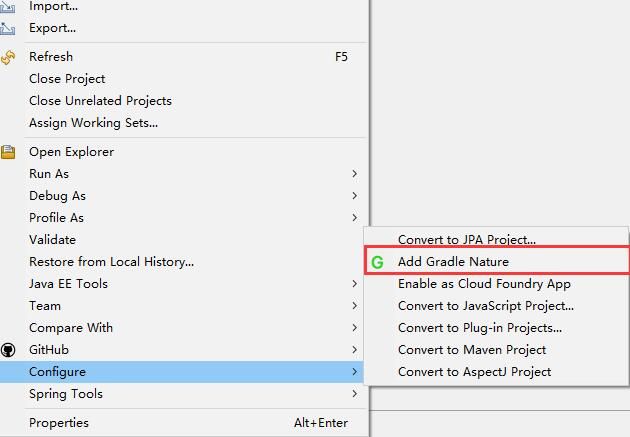 Import...
Export...
Refresh F5
Close Project
Close Unrelated Projects
Assign Working Sets...
Open Explorer
Run As
Debug As
Profile As
Validate
Restore from Local History...
Java EE Tools
Team
Compare With
GitHub
Configure
Spring Tools
Properties Alt+Enter
Convert to JPA Project...
G Add Gradle Nature
Enable as Cloud Foundry App
Convert to JavaScript Project...
Convert to Plug-in Projects...
Convert to Maven Project
Convert to AspectJ Project